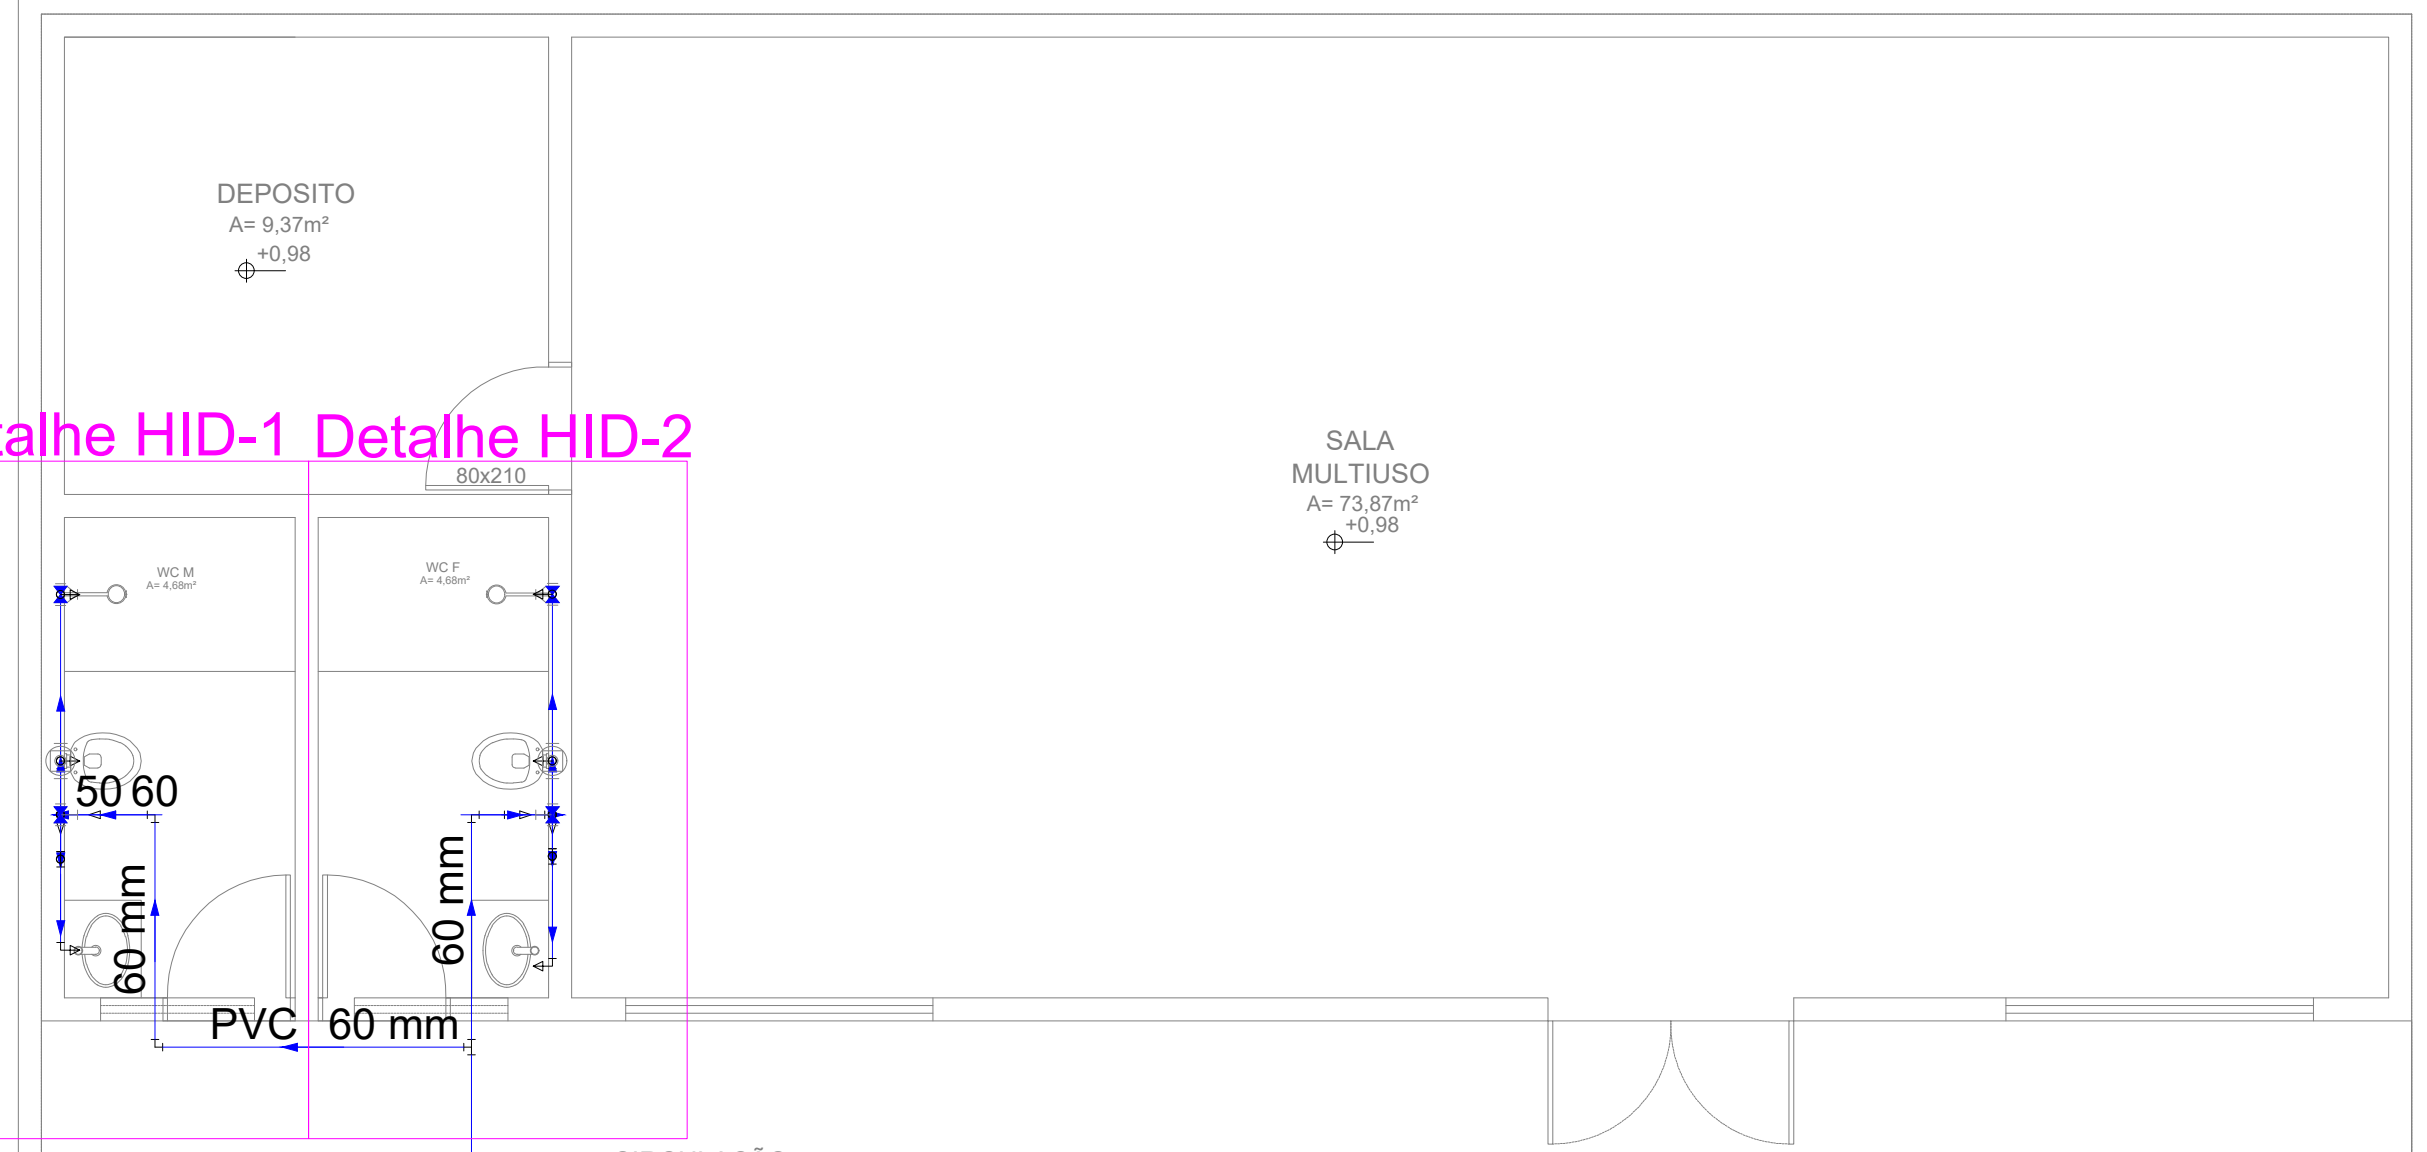 DEPOSITO
A= 9,37m²
+0,98
talhe HID-1
Detalhe HID-2
80x210
SALA
MULTIUSO
A= 73,87m²
+0,98
WC M
A= 4,68m²
WC F
A= 4,68m²
50 60
60 mm
60 mm
PVC 60 mm